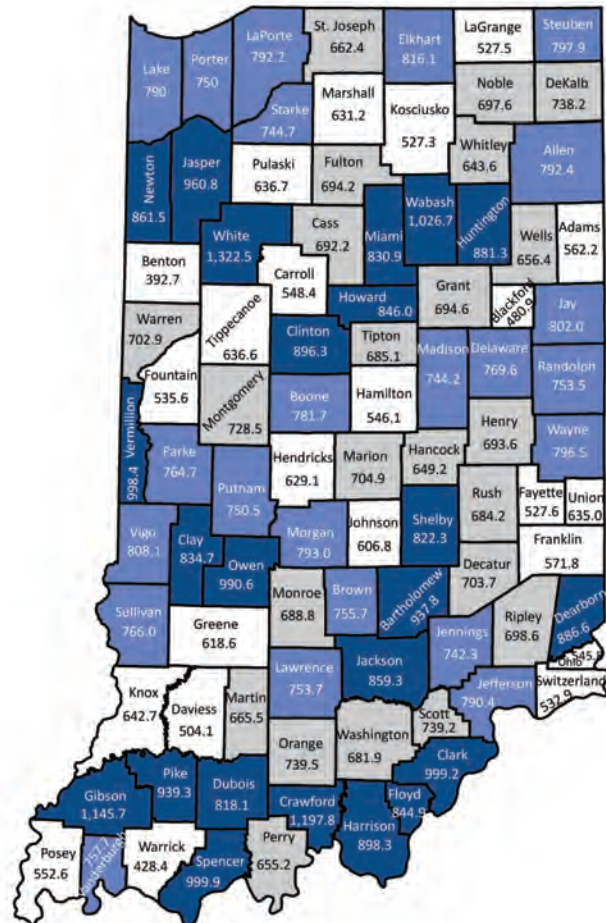 St. Joseph
662.4
LaPorte
792.2
Elkhart
816.1
LaGrange
527.5
Steuben
797.9
Lake
790
Porter
750
Noble
697.6
DeKalb
738.2
Marshall
631.2
Kosciusko
527.3
Starke
744.7
Whitley
643.6
Allen
792.4
Newton
861.5
Jasper
960.8
Pulaski
636.7
Fulton
694.2
Wabash
1,026.7
Huntington
881.3
White
1,322.5
Cass
692.2
Miami
830.9
Wells
656.4
Adams
562.2
Benton
392.7
Carroll
548.4
Grant
694.6
Blackford
480.9
Howard
846.0
Jay
802.0
Warren
702.9
Tippecanoe
636.6
Clinton
896.3
Tipton
685.1
Madison
744.2
Delaware
769.6
Randolph
753.5
Fountain
535.6
Montgomery
728.5
Boone
781.7
Hamilton
546.1
Vermillion
998.4
Henry
693.6
Wayne
796.5
Parke
764.7
Putnam
750.5
Hendricks
629.1
Marion
704.9
Hancock
649.2
Rush
684.2
Fayette
527.6
Union
635.0
Vigo
808.1
Clay
834.7
Owen
990.6
Morgan
793.0
Johnson
606.8
Shelby
822.3
Franklin
571.8
Decatur
703.7
Sullivan
766.0
Greene
618.6
Monroe
688.8
Brown
755.7
Bartholomew
937.8
Ripley
698.6
Dearborn
886.6
Jennings
742.3
545.8
Ohio
Lawrence
753.7
Jackson
859.3
Jefferson
790.4
Switzerland
532.9
Knox
642.7
Daviess
504.1
Martin
665.5
Scott
739.2
Orange
739.5
Washington
681.9
Clark
999.2
Gibson
1,145.7
Pike
939.3
Dubois
818.1
Crawford
1,197.8
Floyd
844.9
Harrison
898.3
Posey
552.6
757.7
Vanderburgh
Warrick
428.4
Spencer
999.9
Perry
655.2